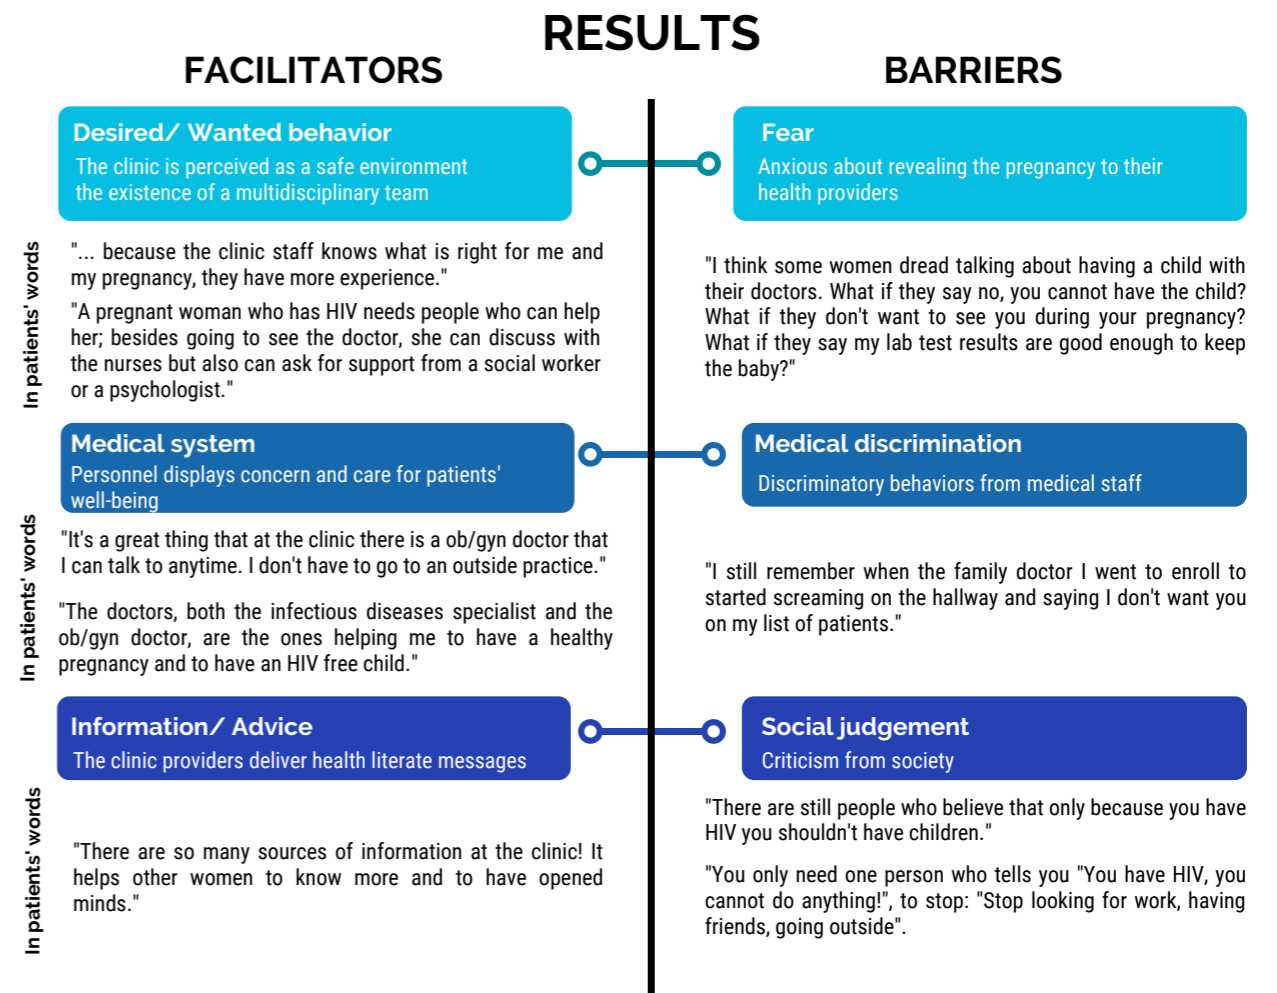 RESULTS
FACILITATORS
Desired/ Wanted behavior
The clinic is perceived as a safe environment
the existence of a multidisciplinary team
In patients' words
"... because the clinic staff knows what is right for me and
my pregnancy, they have more experience."
"A pregnant woman who has HIV needs people who can help
her; besides going to see the doctor, she can discuss with
the nurses but also can ask for support from a social worker
or a psychologist."
Medical system
Personnel displays concern and care for patients'
well-being
In patients' words
"It's a great thing that at the clinic there is a ob/gyn doctor that
I can talk to anytime. I don't have to go to an outside practice."
"The doctors, both the infectious diseases specialist and the
ob/gyn doctor, are the ones helping me to have a healthy
pregnancy and to have an HIV free child."
Information/ Advice
The clinic providers deliver health literate messages
In patients' words
"There are so many sources of information at the clinic! It
helps other women to know more and to have opened
minds."
BARRIERS
Fear
Anxious about revealing the pregnancy to their
health providers
"I think some women dread talking about having a child with
their doctors. What if they say no, you cannot have the child?
What if they don't want to see you during your pregnancy?
What if they say my lab test results are good enough to keep
the baby?"
Medical discrimination
Discriminatory behaviors from medical staff
"I still remember when the family doctor I went to enroll to
started screaming on the hallway and saying I don't want you
on my list of patients."
Social judgement
Criticism from society
"There are still people who believe that only because you have
HIV you shouldn't have children."
"You only need one person who tells you "You have HIV, you
cannot do anything!", to stop: "Stop looking for work, having
friends, going outside".